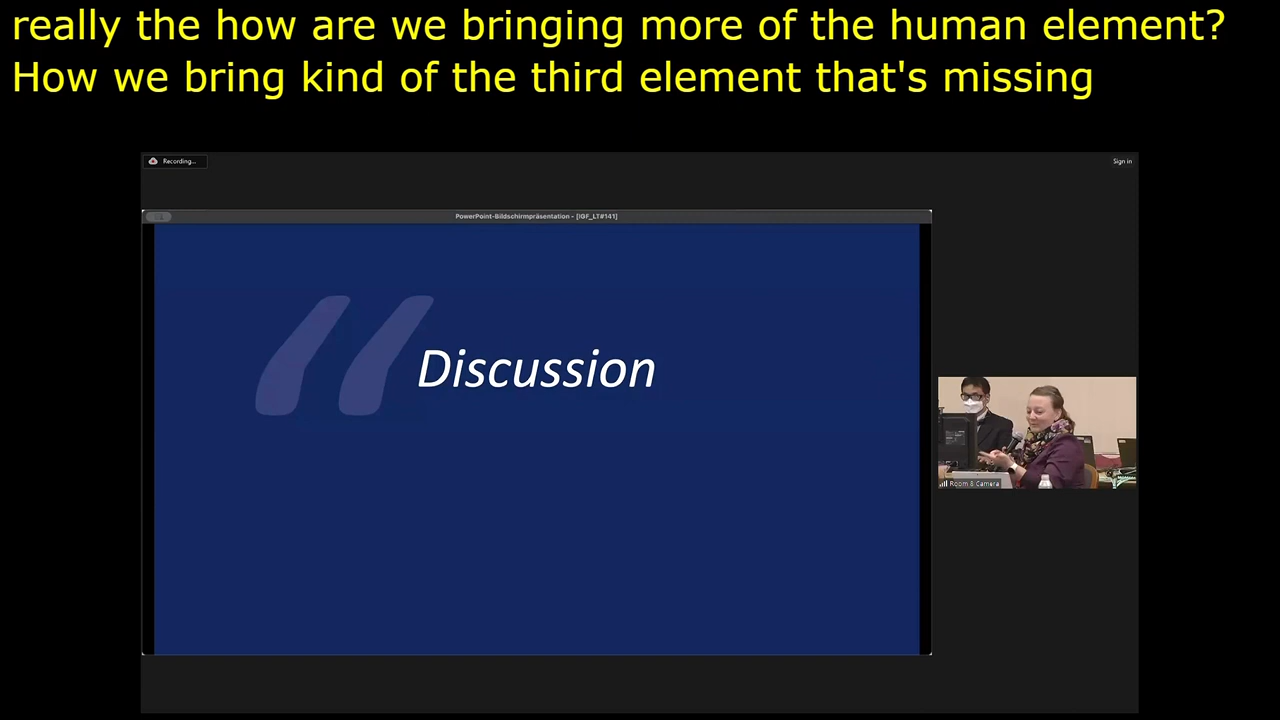 really the how are we bringing more of the human element?
How we bring kind of the third element that's missing
Recording...
Sign in
PowerPoint-Bildschirmpräsentation - [IGF_LT#141]
Discussion
Room 8 Camera